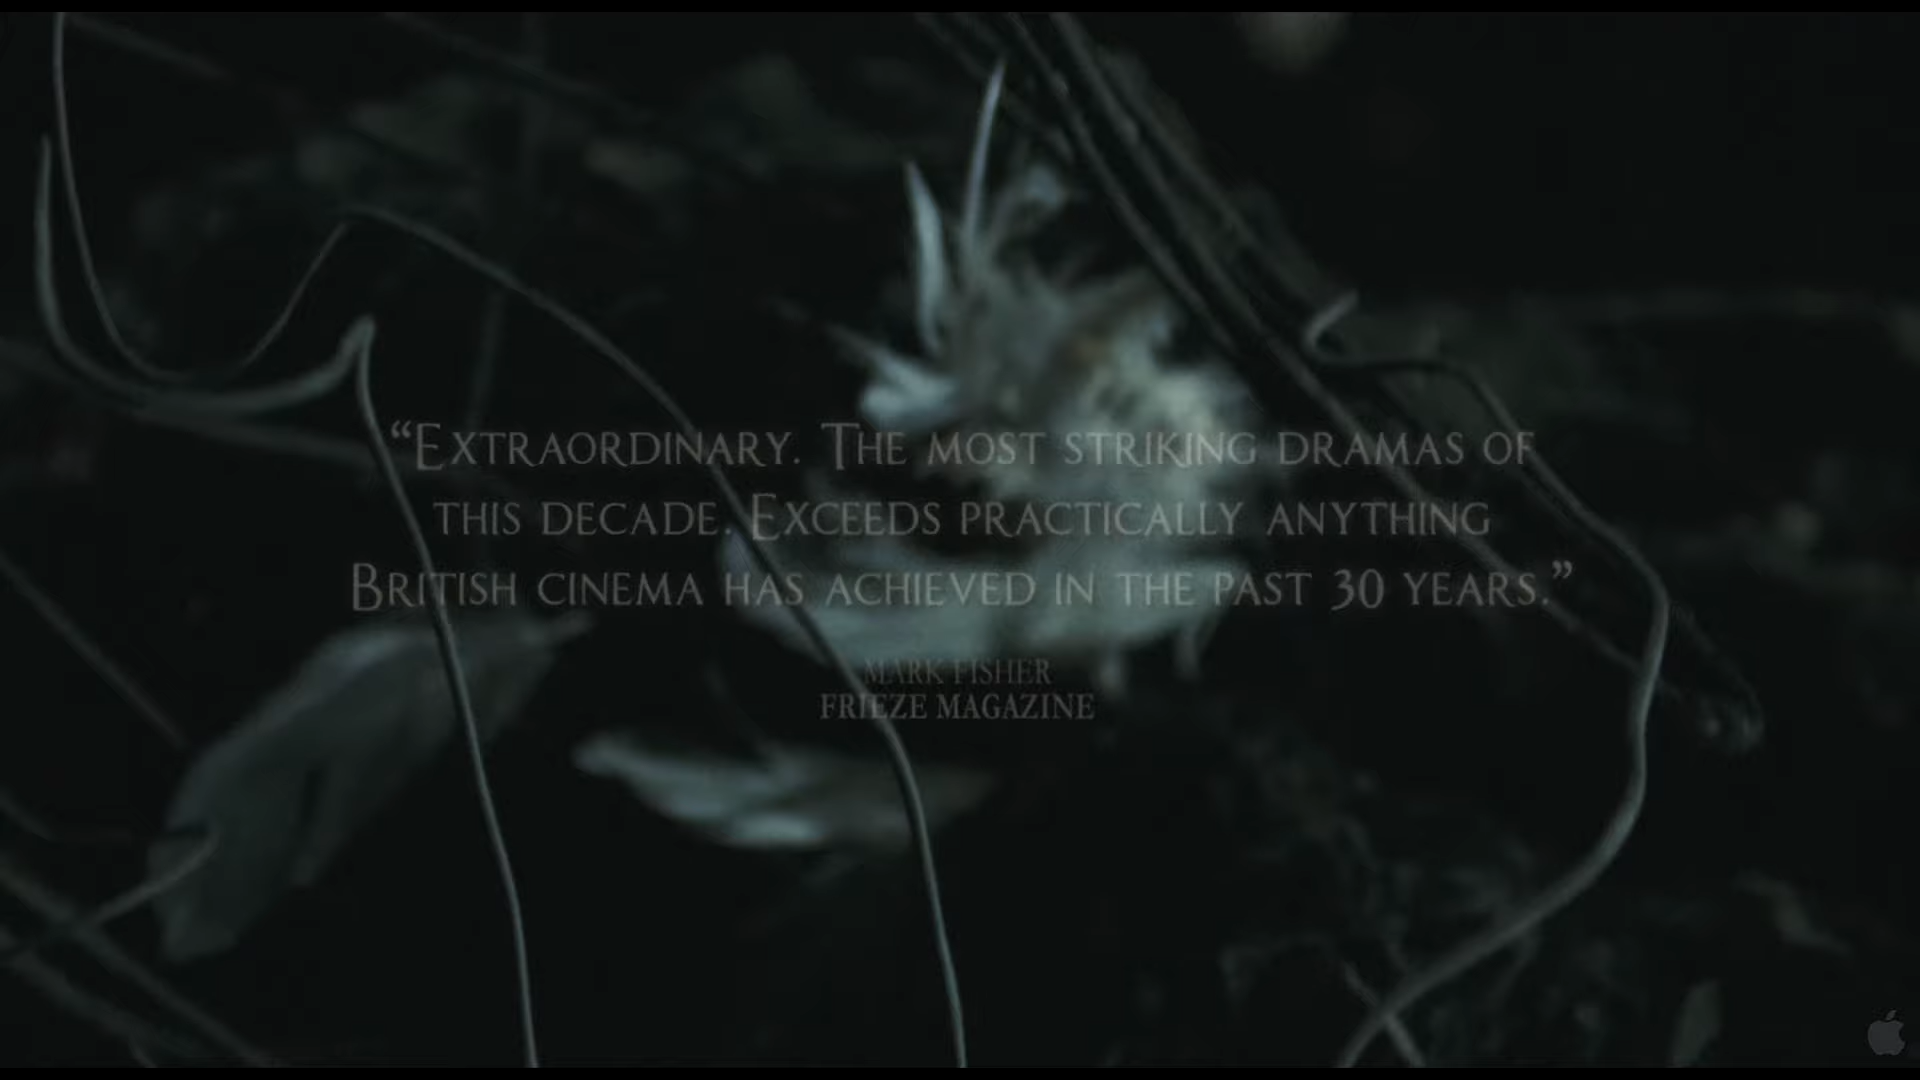 “Extraordinary. The most striking dramas of
this decade. Exceeds practically anything
British cinema has achieved in the past 30 years.”
MARK FISHER
FRIEZE MAGAZINE